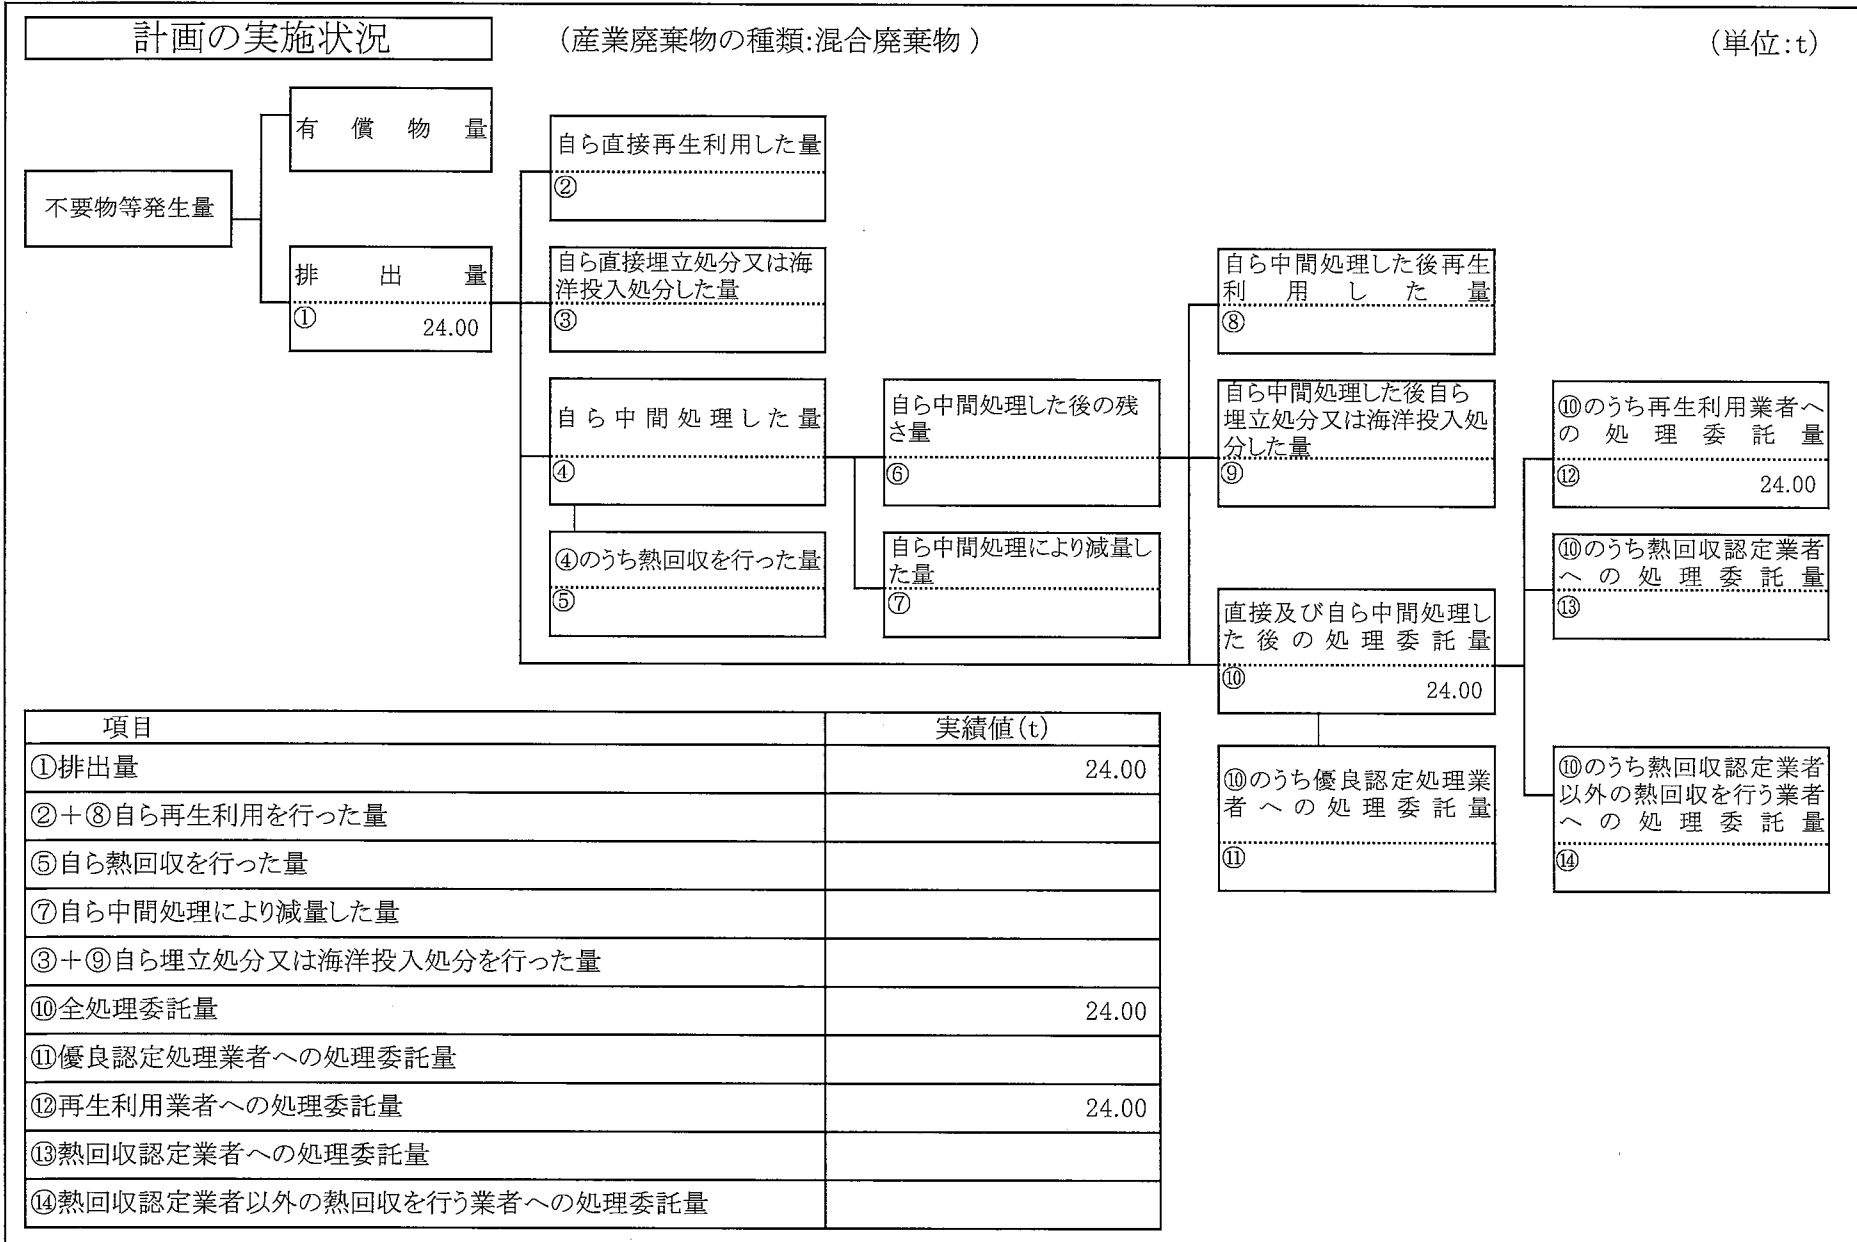 計画の実施状況
（産業廃棄物の種類:混合廃棄物 ）
（単位:t）
有償物量
不要物等発生量
排出量
①
24.00
自ら直接再生利用した量
②
自ら直接埋立処分又は海
洋投入処分した量
③
自ら中間処理した量
④
④のうち熱回収を行った量
⑤
自ら中間処理した後の残
さ量
⑥
自ら中間処理により減量し
た量
⑦
自ら中間処理した後再生
利用した量
⑧
自ら中間処理した後自ら
埋立処分又は海洋投入処
分した量
⑨
直接及び自ら中間処理し
た後の処理委託量
⑩
24.00
⑩のうち優良認定処理業
者への処理委託量
⑪
⑩のうち再生利用業者へ
の処理委託量
⑫
24.00
⑩のうち熱回収認定業者
への処理委託量
⑬
⑩のうち熱回収認定業者
以外の熱回収を行う業者
への処理委託量
⑭
項目 実績値(t)
①排出量 24.00
②＋⑧自ら再生利用を行った量
⑤自ら熱回収を行った量
⑦自ら中間処理により減量した量
③＋⑨自ら埋立処分又は海洋投入処分を行った量
⑩全処理委託量 24.00
⑪優良認定処理業者への処理委託量
⑫再生利用業者への処理委託量 24.00
⑬熱回収認定業者への処理委託量
⑭熱回収認定業者以外の熱回収を行う業者への処理委託量